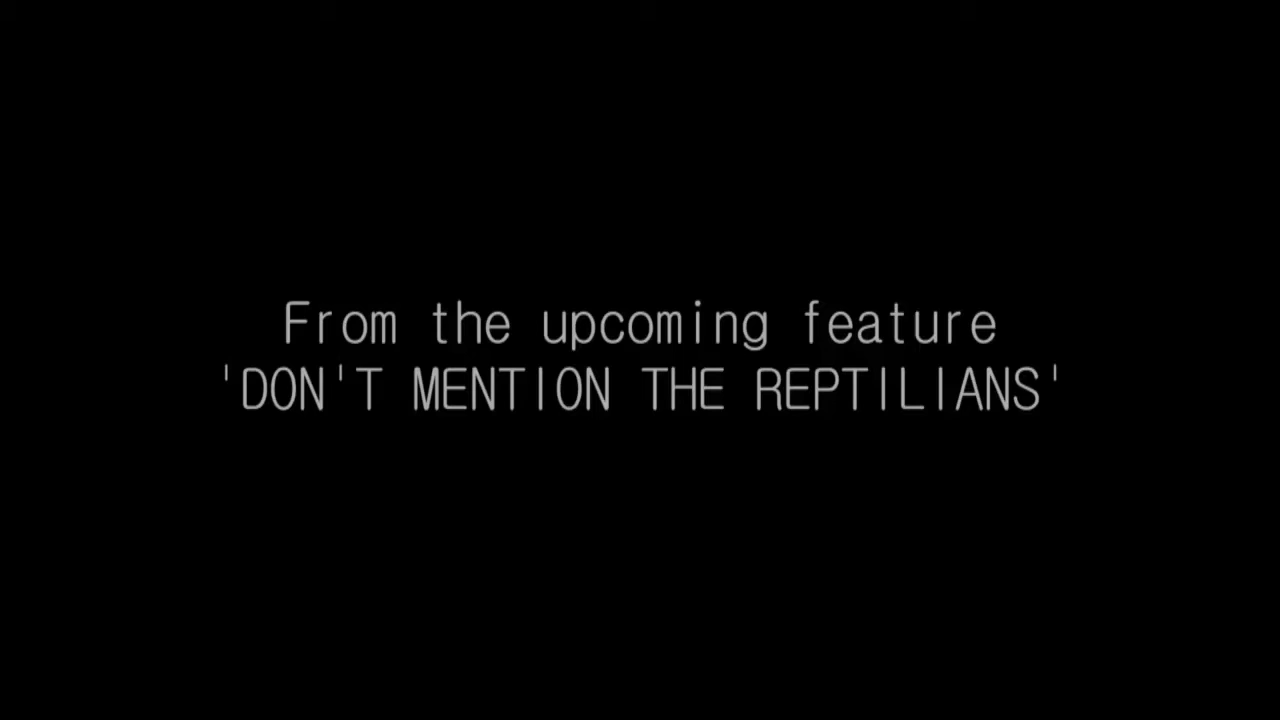 From the upcoming feature
'DON'T MENTION THE REPTILIANS'